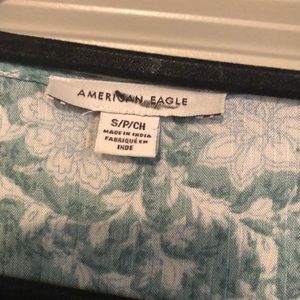 AMERICAN EAGLE
S/P/CH
MADE IN INDIA
FABRIQUÉ EN
INDE